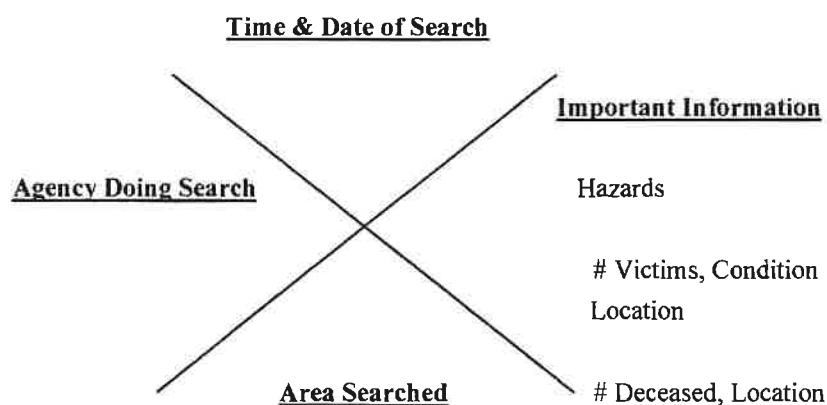 Time & Date of Search
Important Information
Agency Doing Search
Hazards
# Victims, Condition
Location
Area Searched
# Deceased, Location